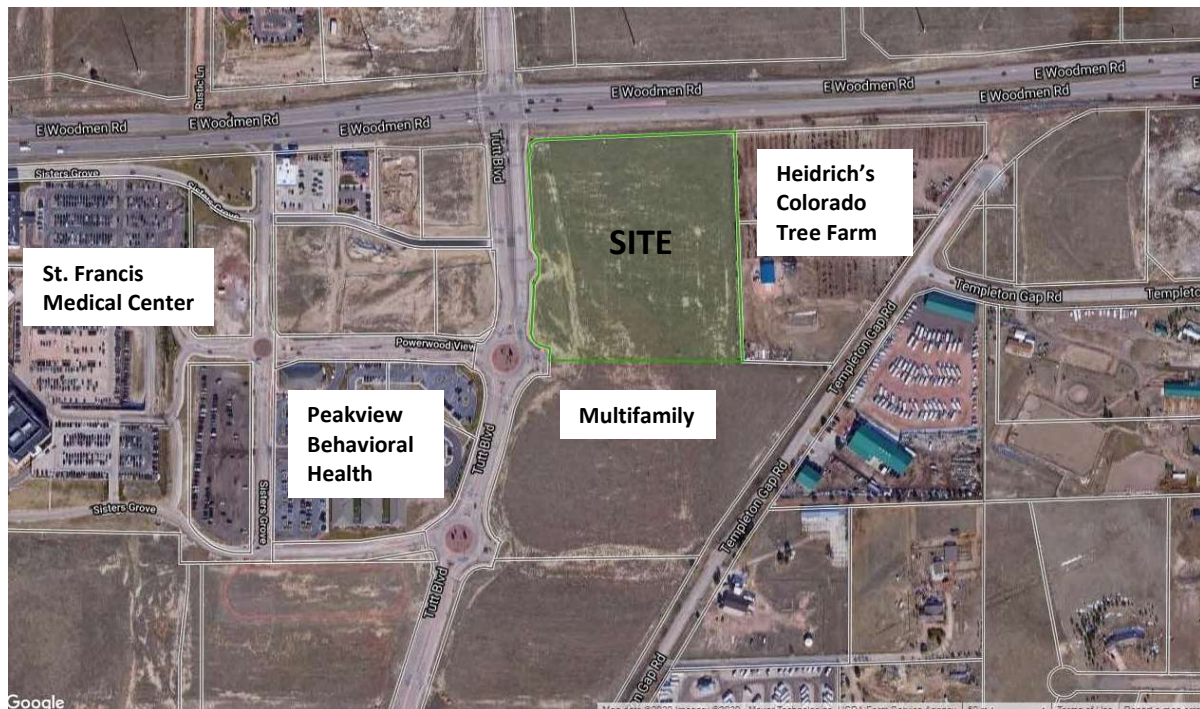 E Woodmen Rd
E Woodmen Rd
E Woodmen Rd
E Woodmen Rd
E Woodmen Rd
E Woodmen Rd
Rustic Ln
Tutt Blvd
Sisters Grove
Sisters Grove
Heidrich's
Colorado
Tree Farm
SITE
St. Francis
Medical Center
Templeton Gap Rd
Templeton
Templeton Gap Rd
Powerwood View
Peakview
Behavioral
Health
Multifamily
Tutt Blvd
Sisters Grove
Sisters Grove
Templeton Gap Rd
Tutt Blvd
Gap Rd
Google